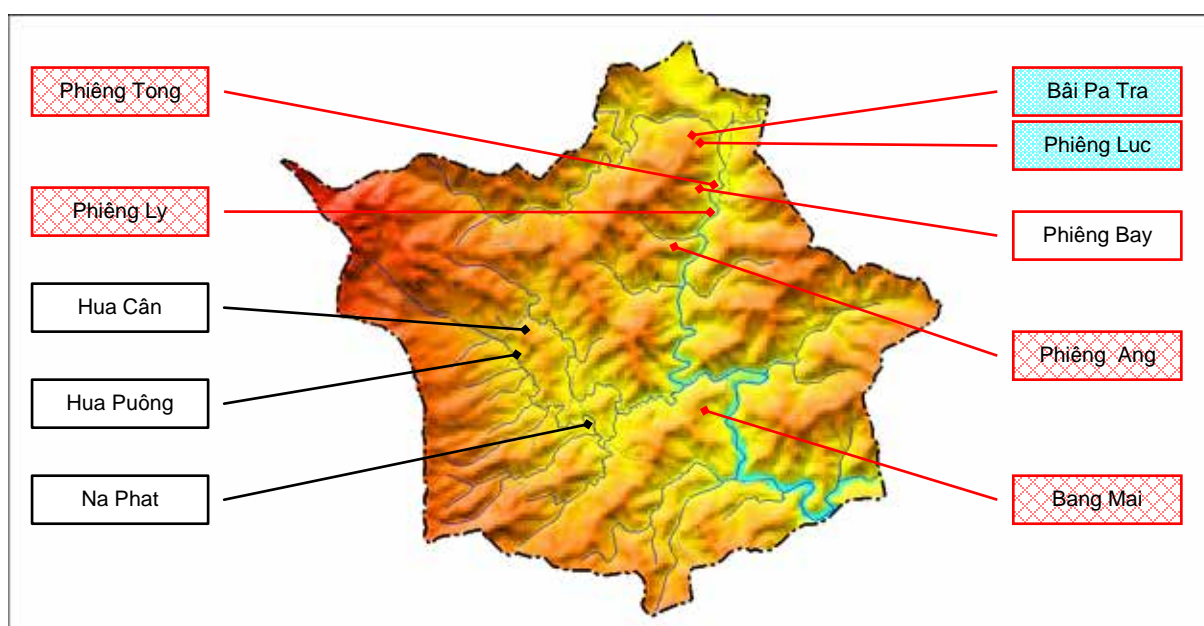 Phiêng Tong
Phiêng Ly
Hua Cân
Hua Puông
Na Phat
Bâi Pa Tra
Phiêng Luc
Phiêng Bay
Phiêng Ang
Bang Mai